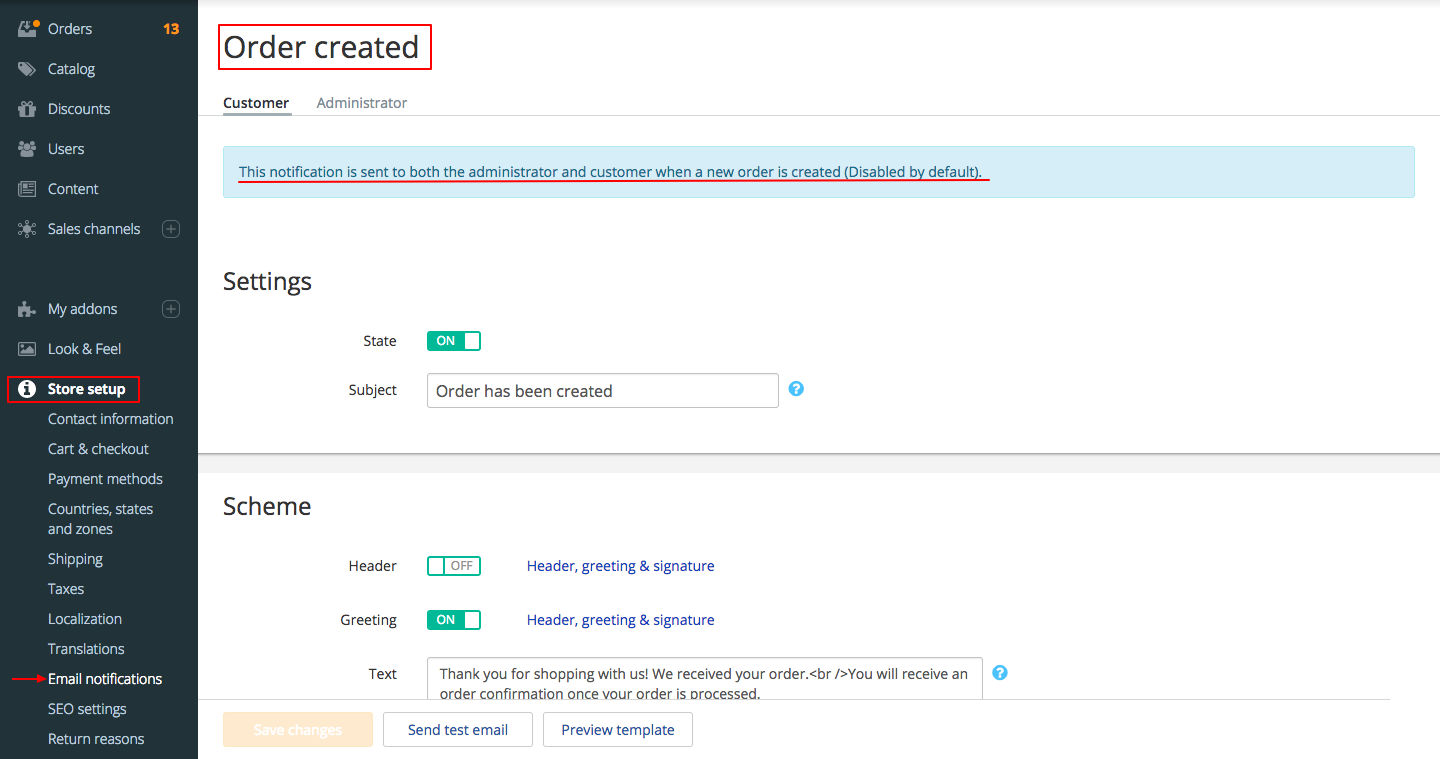 Orders 13
Catalog
Discounts
Users
Content
Sales channels
My addons
Look & Feel
Store setup
Contact information
Cart & checkout
Payment methods
Countries, states
and zones
Shipping
Taxes
Localization
Translations
Email notifications
SEO settings
Return reasons
Order created
Customer Administrator
This notification is sent to both the administrator and customer when a new order is created (Disabled by default).
Settings
State ON
Subject Order has been created ?
Scheme
Header OFF Header, greeting & signature
Greeting ON Header, greeting & signature
Text Thank you for shopping with us! We received your order.<br />You will receive an ?
order confirmation once your order is processed.
Save changes Send test email Preview template